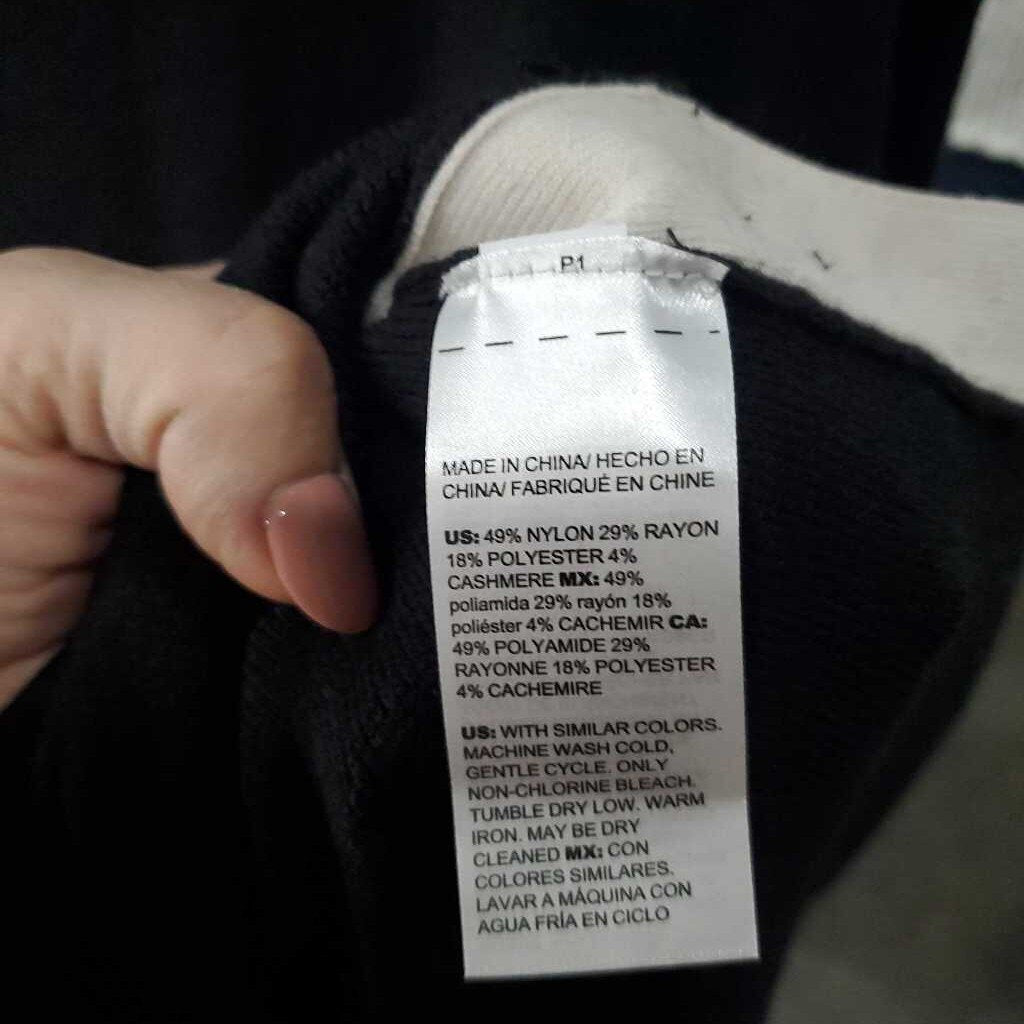 P1
MADE IN CHINA/ HECHO EN
CHINA/ FABRIQUÉ EN CHINE
US: 49% NYLON 29% RAYON
18% POLYESTER 4%
CASHMERE MX: 49%
poliamida 29% rayón 18%
poliéster 4% CACHEMIR CA:
49% POLYAMIDE 29%
RAYONNE 18% POLYESTER
4% CACHEMIRE
US: WITH SIMILAR COLORS.
MACHINE WASH COLD,
GENTLE CYCLE. ONLY
NON-CHLORINE BLEACH.
TUMBLE DRY LOW. WARM
IRON. MAY BE DRY
CLEANED MX: CON
COLORES SIMILARES.
LAVAR A MÁQUINA CON
AGUA FRÍA EN CICLO